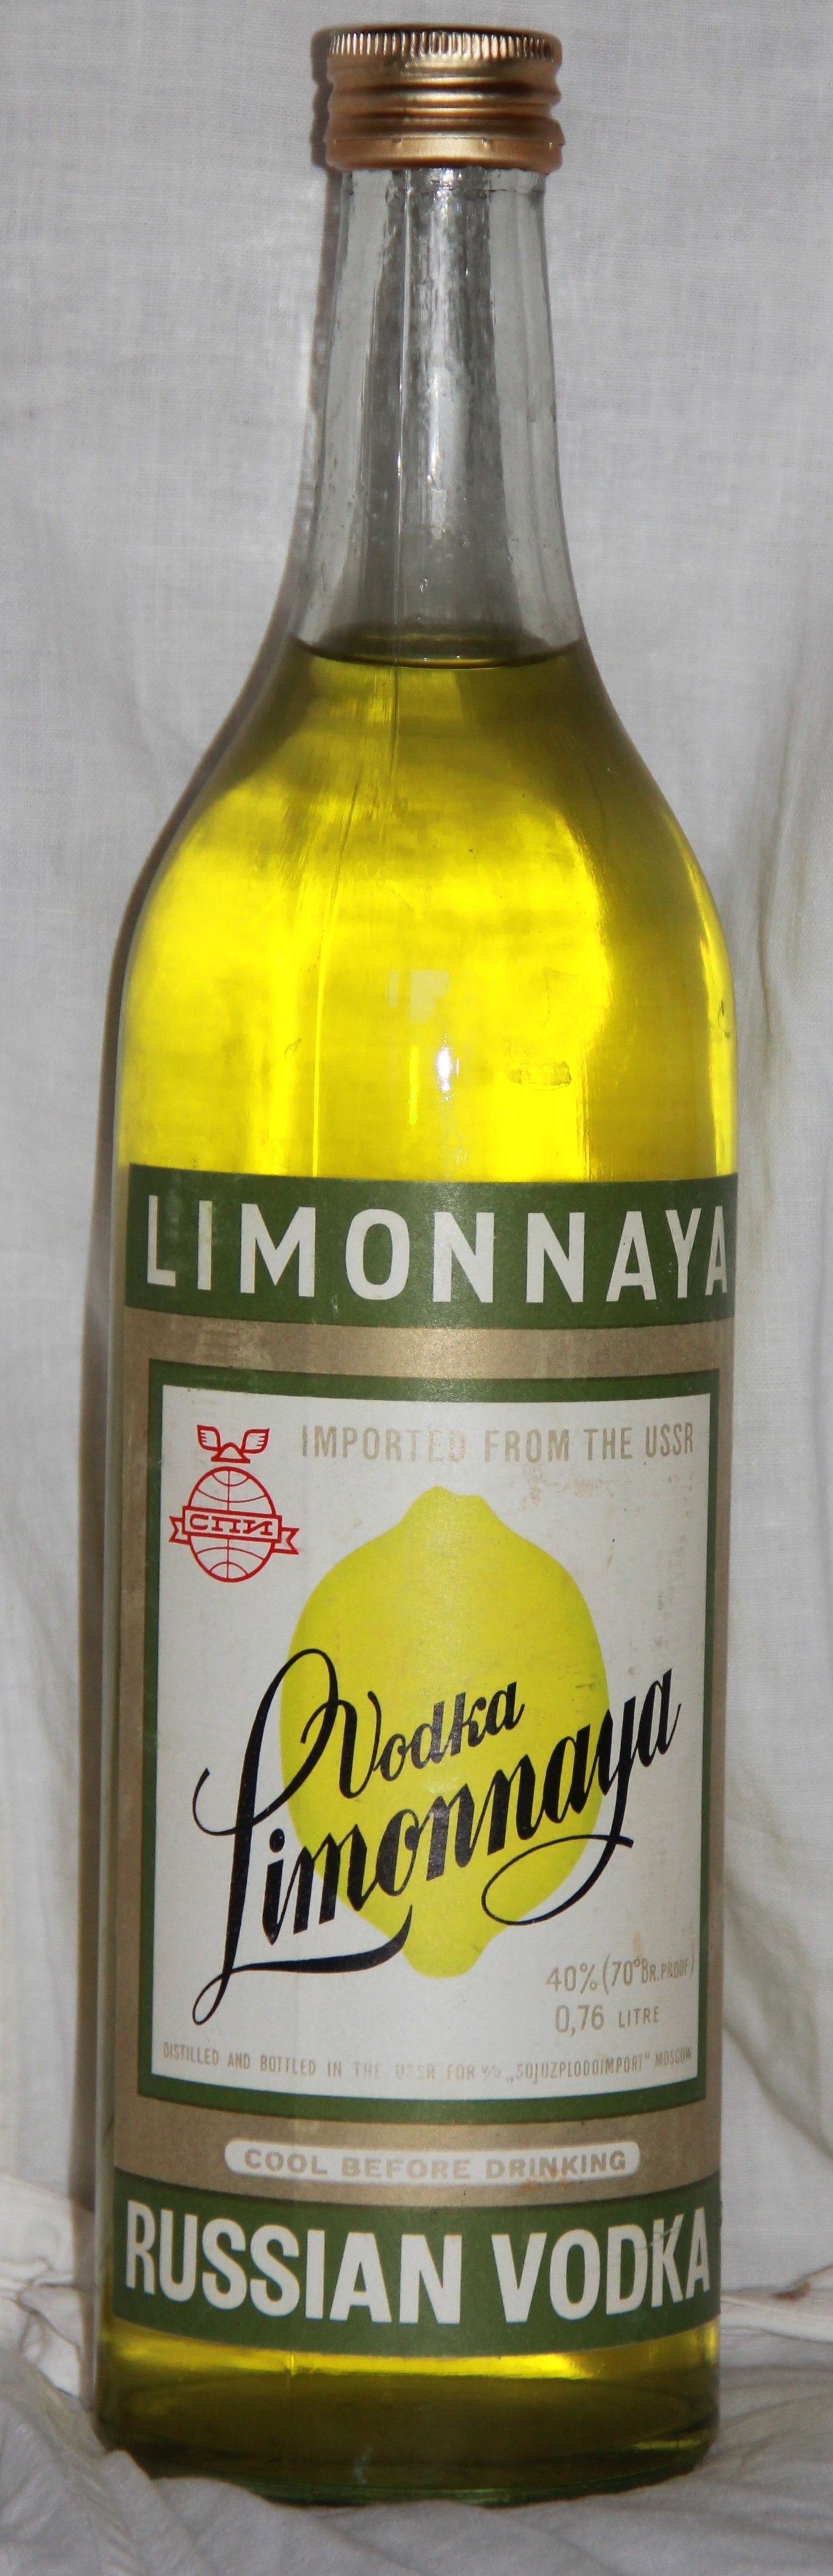 LIMONNAYA
IMPORTED FROM THE USSR
СПИ
Vodka
Limonnaya
40% (70° BR. PROOF)
0,76 LITRE
DISTILLED AND BOTTLED IN THE USSR FOR V/O „SOJUZPLODOIMPORT" MOSCOW
COOL BEFORE DRINKING
RUSSIAN VODKA